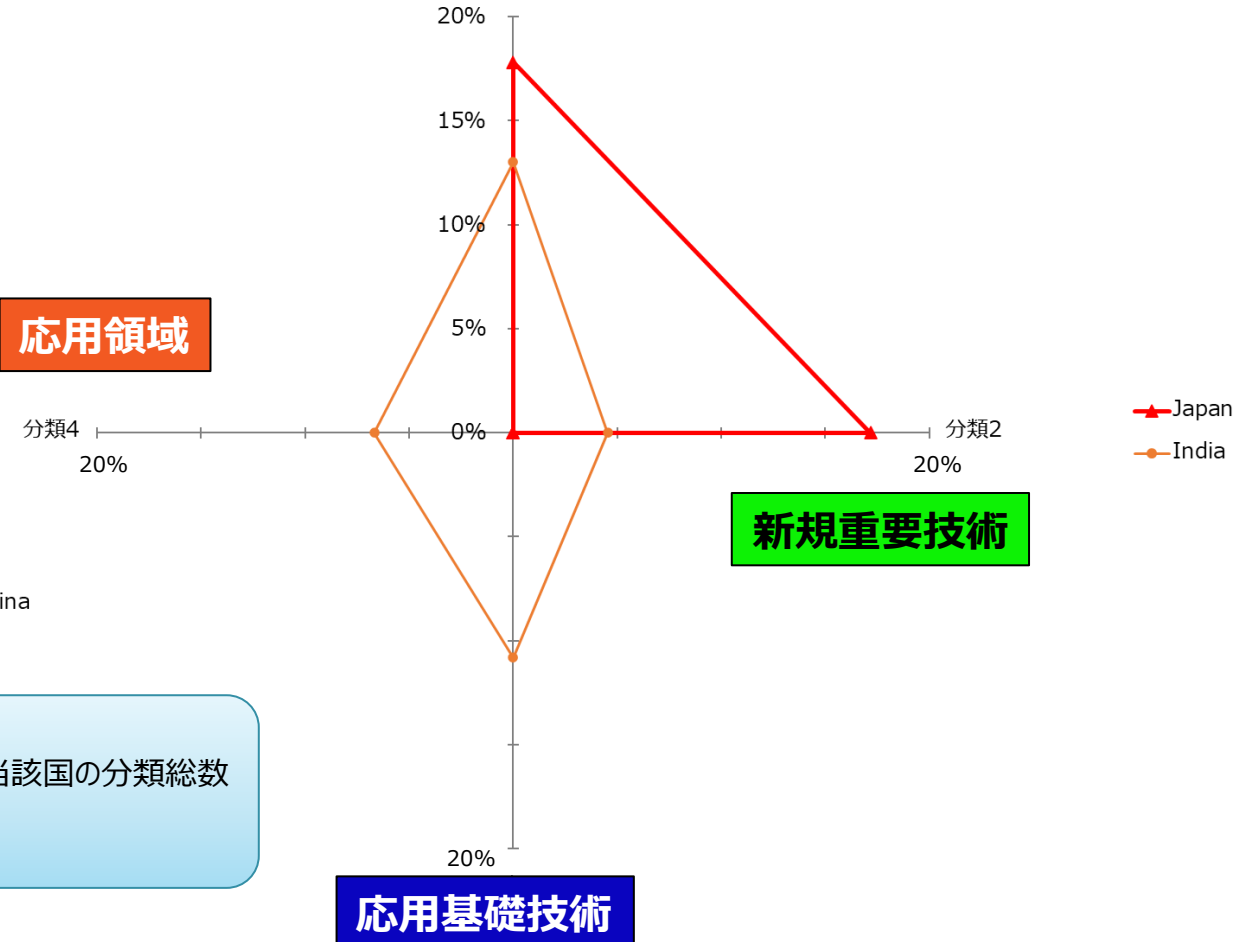 20%
15%
10%
5%
応用領域
分類4
0%
分類2
20%
20%
Japan
India
新規重要技術
ina
当該国の分類総数
20%
応用基礎技術